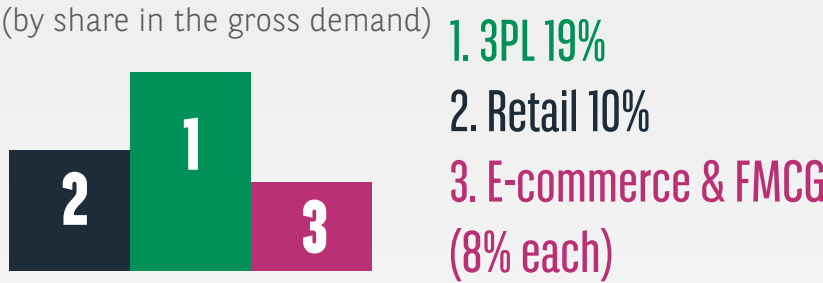 (by share in the gross demand)
1. 3PL 19%
2. Retail 10%
3. E-commerce & FMCG
(8% each)
1
2
3